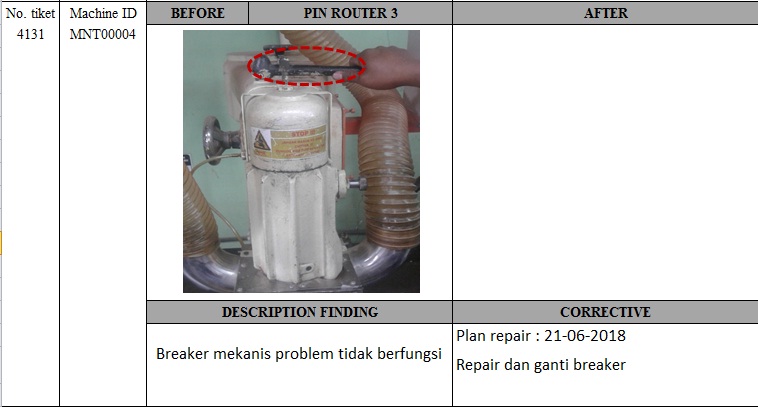 No. tiket
Machine ID
BEFORE
PIN ROUTER 3
AFTER
4131
MNT00004
STOP
DESCRIPTION FINDING
CORRECTIVE
Breaker mekanis problem tidak berfungsi
Plan repair : 21-06-2018
Repair dan ganti breaker